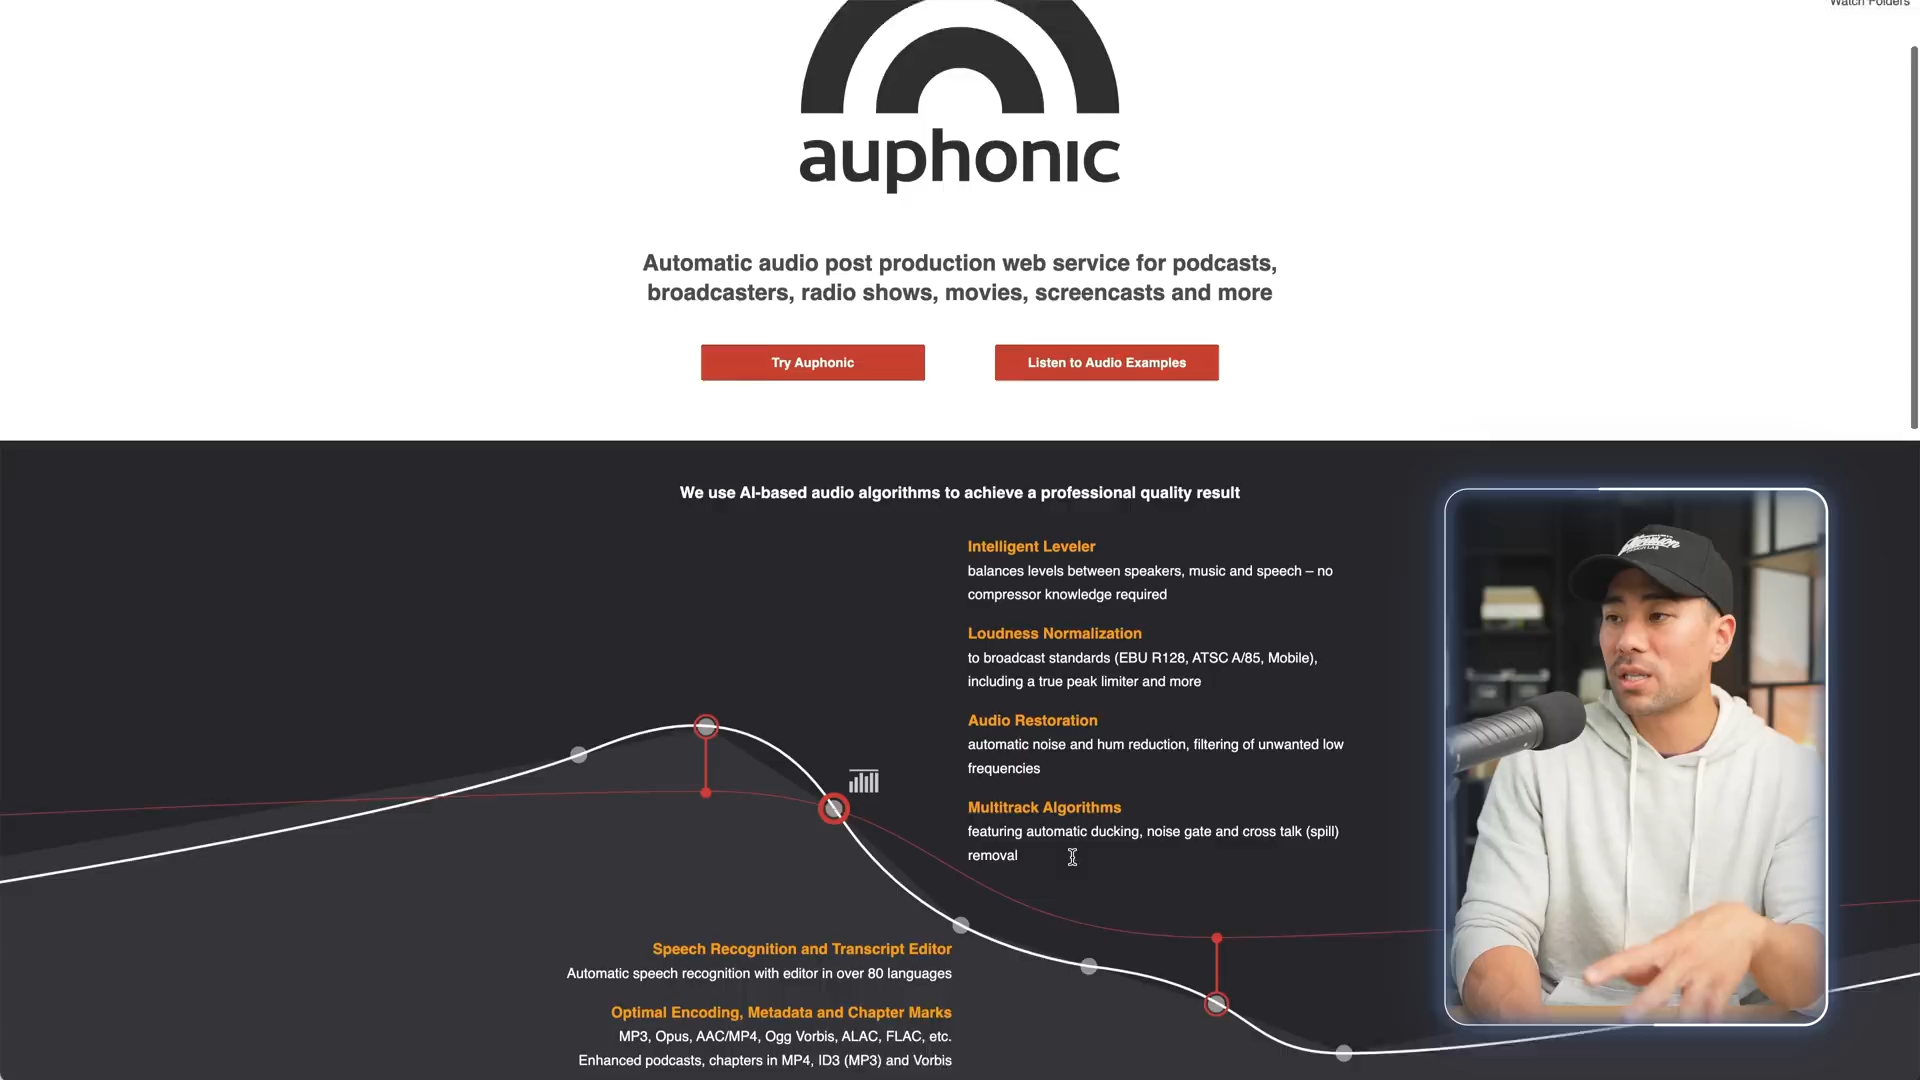 Watch Folders
auphonic
Automatic audio post production web service for podcasts,
broadcasters, radio shows, movies, screencasts and more
Try Auphonic
Listen to Audio Examples
We use AI-based audio algorithms to achieve a professional quality result
Intelligent Leveler
balances levels between speakers, music and speech – no
compressor knowledge required
Loudness Normalization
to broadcast standards (EBU R128, ATSC A/85, Mobile),
including a true peak limiter and more
Audio Restoration
automatic noise and hum reduction, filtering of unwanted low
frequencies
Multitrack Algorithms
featuring automatic ducking, noise gate and cross talk (spill)
removal
Speech Recognition and Transcript Editor
Automatic speech recognition with editor in over 80 languages
Optimal Encoding, Metadata and Chapter Marks
MP3, Opus, AAC/MP4, Ogg Vorbis, ALAC, FLAC, etc.
Enhanced podcasts, chapters in MP4, ID3 (MP3) and Vorbis